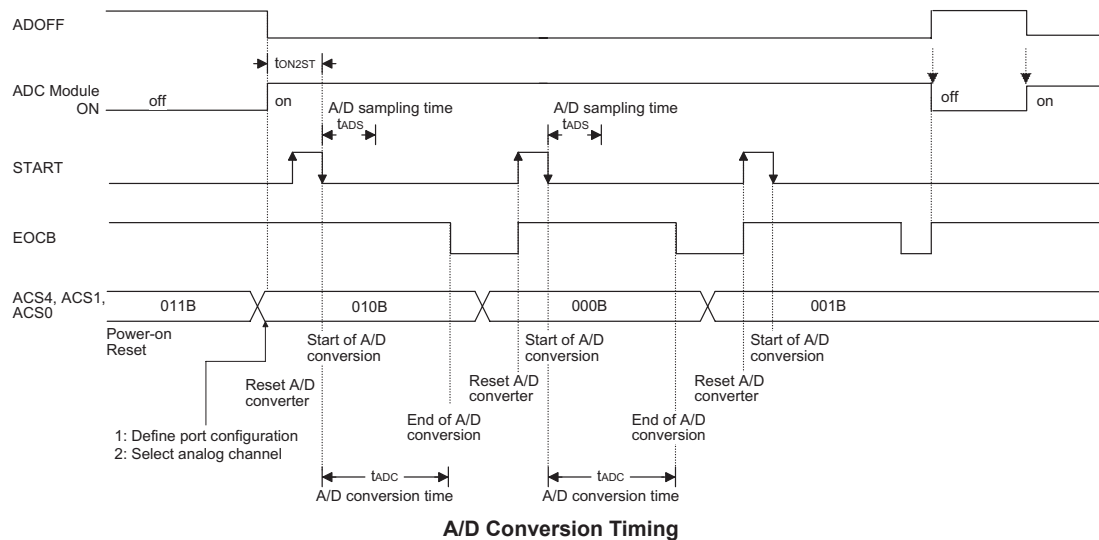 ADOFF
tON2ST
ADC Module
ON
off
on
A/D sampling time
tADS
A/D sampling time
tADS
off
on
START
EOCB
ACS4, ACS1,
ACS0
011B
010B
000B
001B
Power-on
Reset
Start of A/D
conversion
Start of A/D
conversion
Start of A/D
conversion
Reset A/D
converter
Reset A/D
converter
Reset A/D
converter
End of A/D
conversion
End of A/D
conversion
1: Define port configuration
2: Select analog channel
tADC
A/D conversion time
tADC
A/D conversion time
A/D Conversion Timing